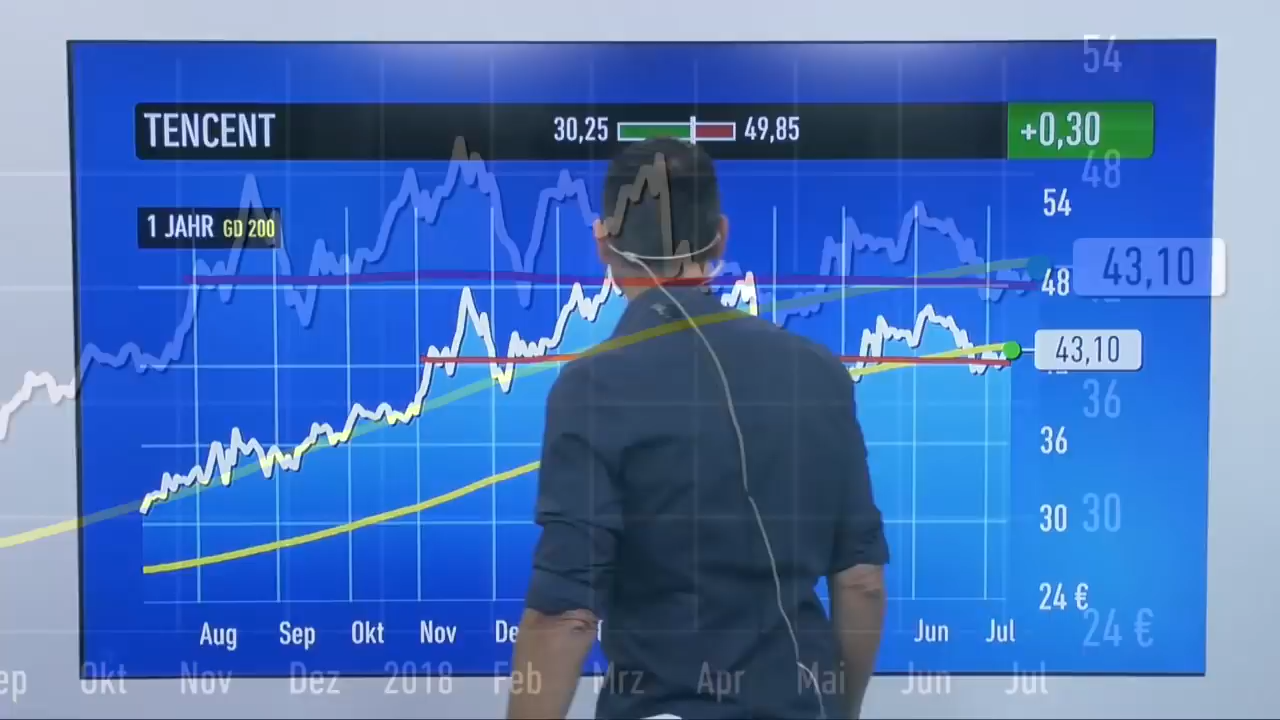 54
TENCENT 30,25 49,85 +0,30
48
54
1 JAHR GD 200
48 43,10
43,10
36
36
30 30
24 €
24 €
Aug Sep Okt Nov Jun Jul
Okt Nov Dez 2018 Feb Mrz Apr Mai Jun Jul